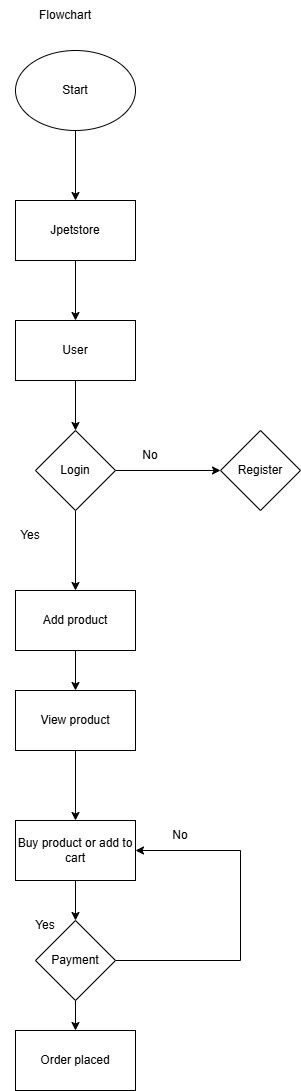 Flowchart
Start
Jpetstore
User
Login
No
Register
Yes
Add product
View product
No
Buy product or add to
cart
Yes
Payment
Order placed